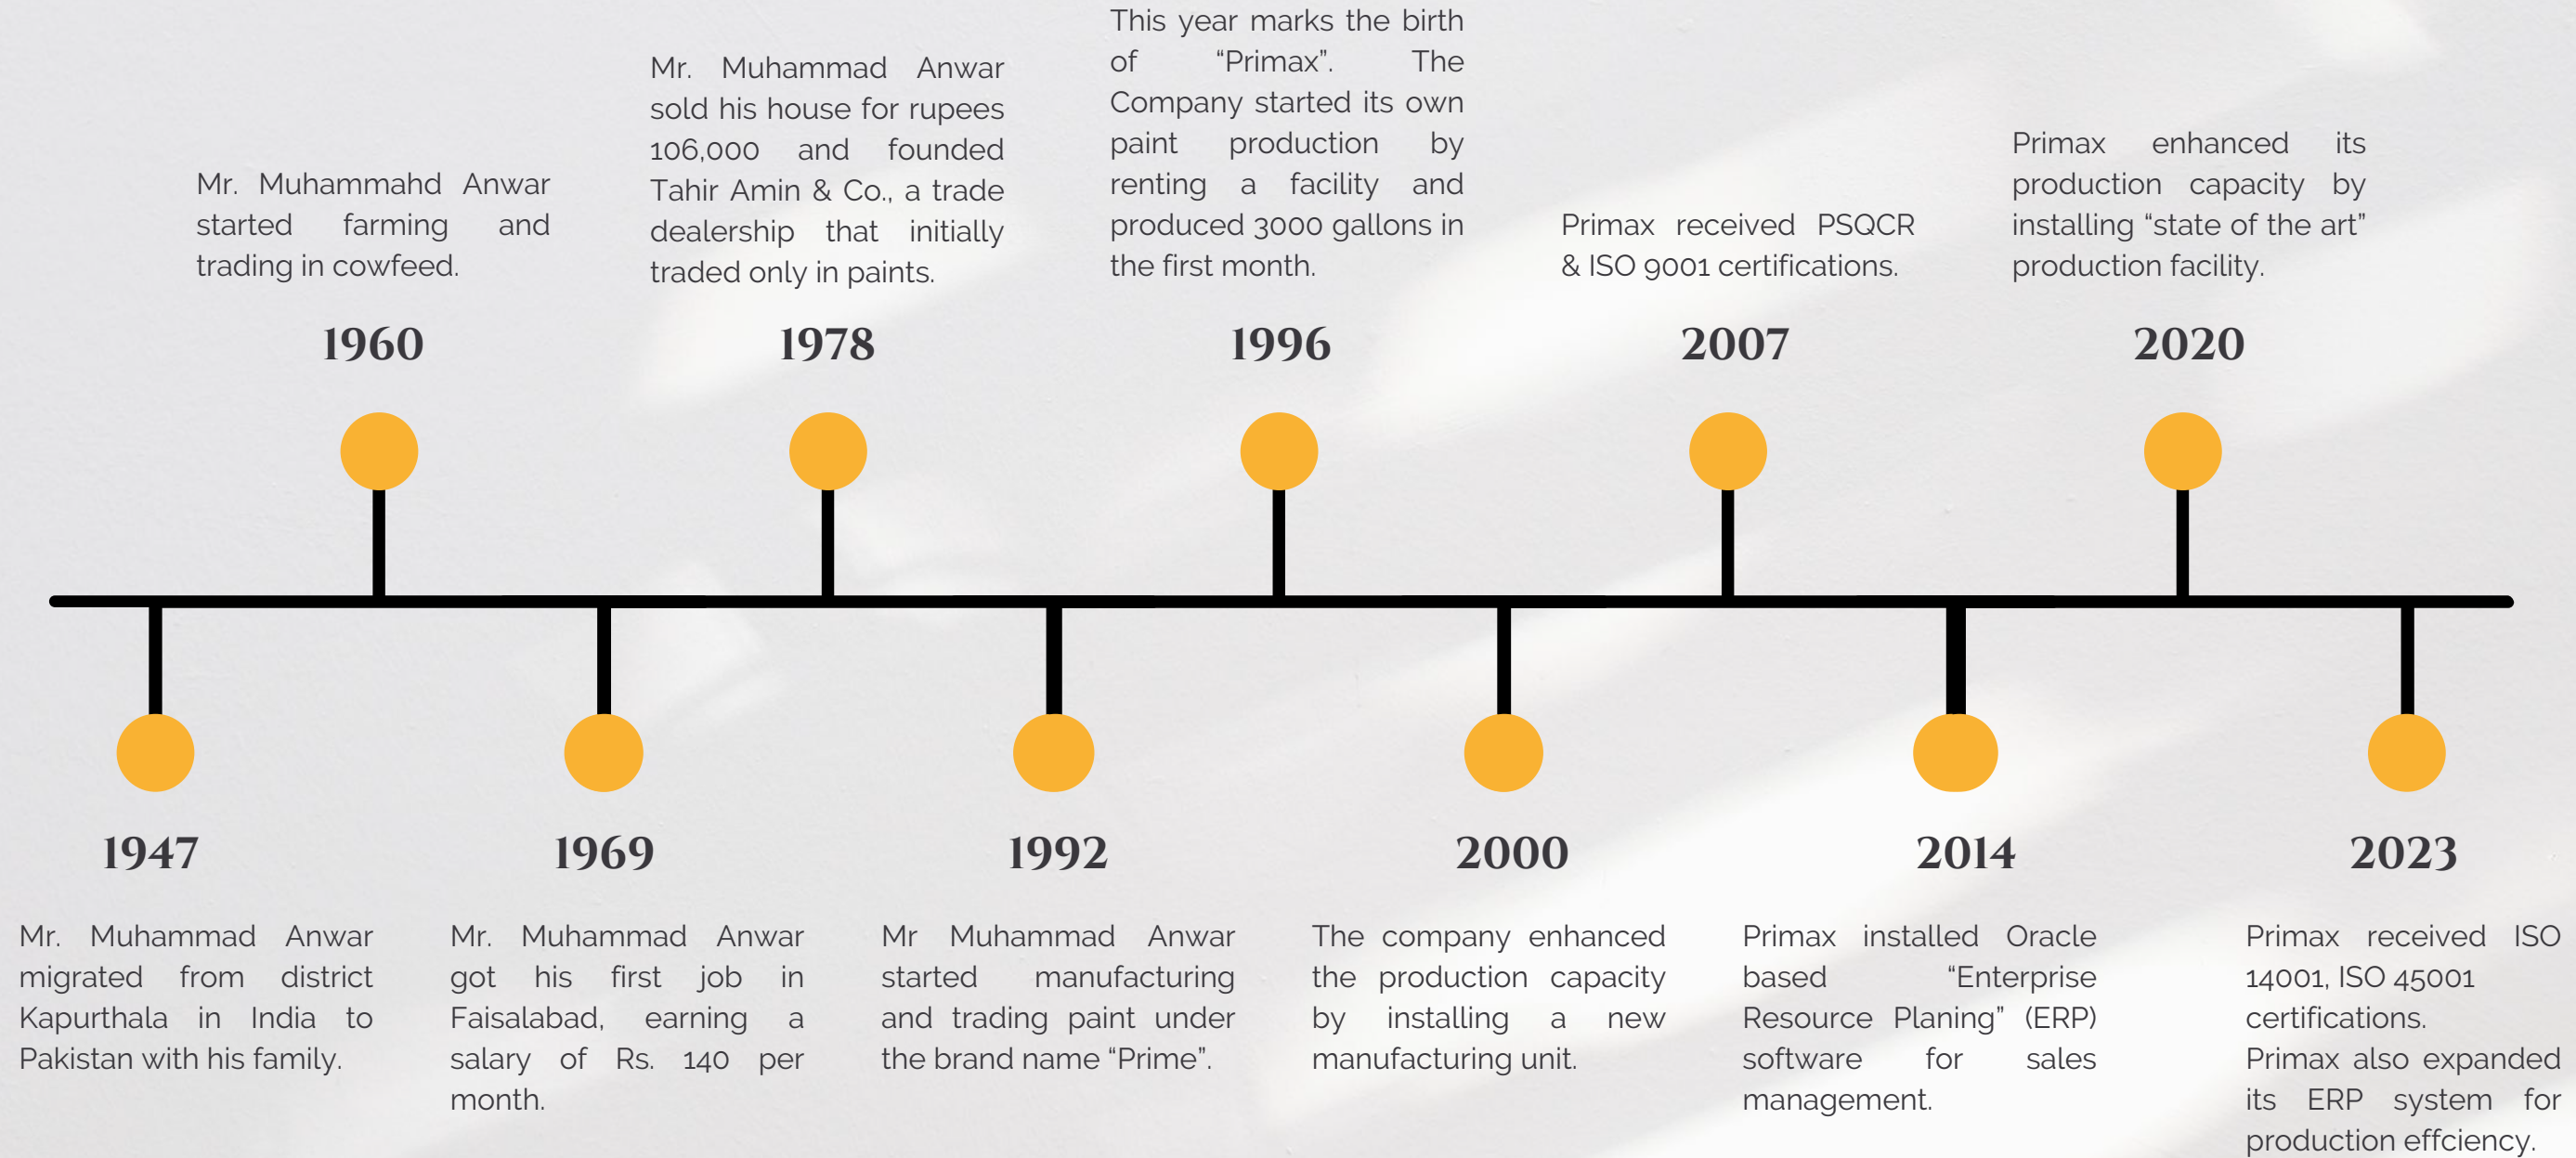 Mr. Muhammahd Anwar
started farming and
trading in cowfeed.
1960
Mr. Muhammad Anwar
sold his house for rupees
106,000 and founded
Tahir Amin & Co., a trade
dealership that initially
traded only in paints.
1978
This year marks the birth
of “Primax”. The
Company started its own
paint production by
renting a facility and
produced 3000 gallons in
the first month.
1996
Primax received PSQCR
& ISO 9001 certifications.
2007
Primax enhanced its
production capacity by
installing “state of the art”
production facility.
2020
1947
Mr. Muhammad Anwar
migrated from district
Kapurthala in India to
Pakistan with his family.
1969
Mr. Muhammad Anwar
got his first job in
Faisalabad, earning a
salary of Rs. 140 per
month.
1992
Mr Muhammad Anwar
started manufacturing
and trading paint under
the brand name “Prime”.
2000
The company enhanced
the production capacity
by installing a new
manufacturing unit.
2014
Primax installed Oracle
based “Enterprise
Resource Planing” (ERP)
software for sales
management.
2023
Primax received ISO
14001, ISO 45001
certifications.
Primax also expanded
its ERP system for
production effciency.